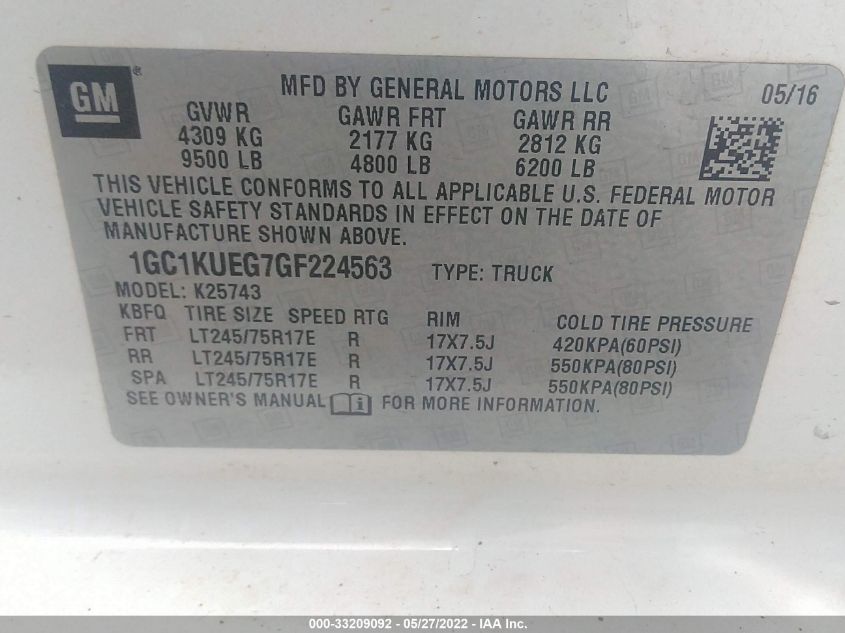 GM ®
MFD BY GENERAL MOTORS LLC 05/16
GVWR GAWR FRT GAWR RR
4309 KG 2177 KG 2812 KG
9500 LB 4800 LB 6200 LB
THIS VEHICLE CONFORMS TO ALL APPLICABLE U.S. FEDERAL MOTOR
VEHICLE SAFETY STANDARDS IN EFFECT ON THE DATE OF
MANUFACTURE SHOWN ABOVE.
1GC1KUEG7GF224563 TYPE: TRUCK
MODEL: K25743
KBFQ TIRE SIZE SPEED RTG RIM COLD TIRE PRESSURE
FRT LT245/75R17E R 17X7.5J 420KPA(60PSI)
RR LT245/75R17E R 17X7.5J 550KPA(80PSI)
SPA LT245/75R17E R 17X7.5J 550KPA(80PSI)
SEE OWNER'S MANUAL i FOR MORE INFORMATION.
000-33209092 - 05/27/2022 - IAA Inc.